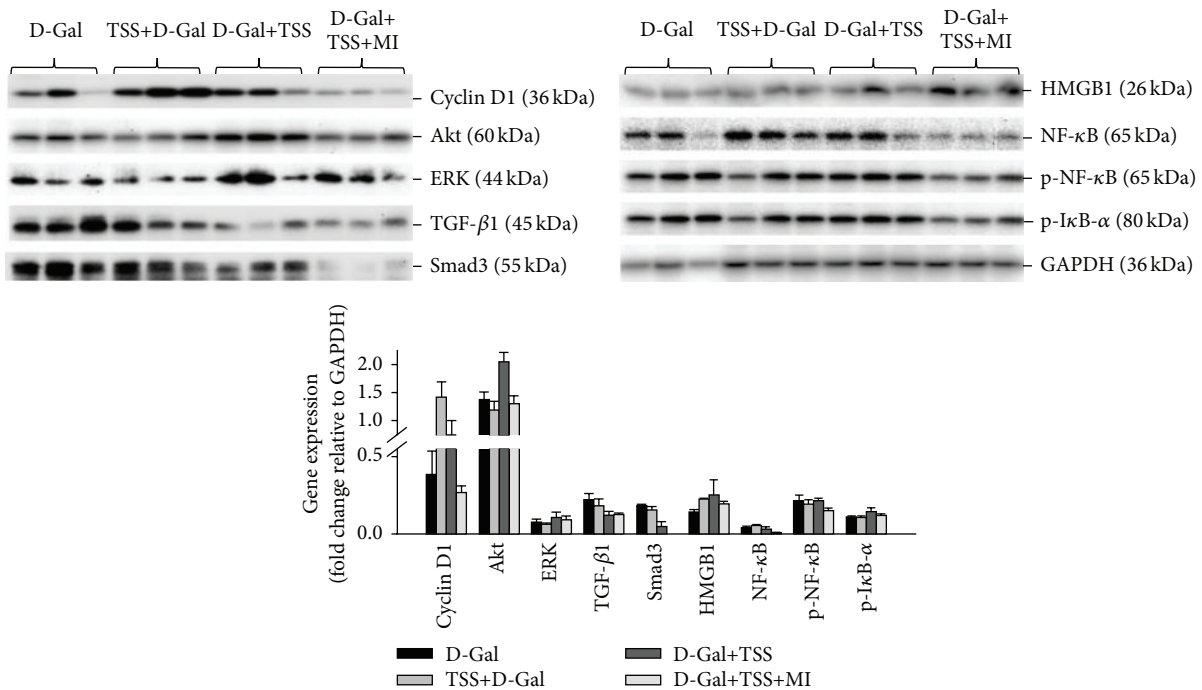 D-Gal TSS+D-Gal D-Gal+TSS D-Gal+
TSS+MI
Cyclin D1 (36 kDa)
Akt (60 kDa)
ERK (44 kDa)
TGF-β1 (45 kDa)
Smad3 (55 kDa)
D-Gal TSS+D-Gal D-Gal+TSS D-Gal+
TSS+MI
HMGB1 (26 kDa)
NF-κB (65 kDa)
p-NF-κB (65 kDa)
p-IκB-α (80 kDa)
GAPDH (36 kDa)
Gene expression
(fold change relative to GAPDH)
2.0
1.5
1.0
0.5
0.0
Cyclin D1
Akt
ERK
TGF-β1
Smad3
HMGB1
NF-κB
p-NF-κB
p-IκB-α
D-Gal
TSS+D-Gal
D-Gal+TSS
D-Gal+TSS+MI